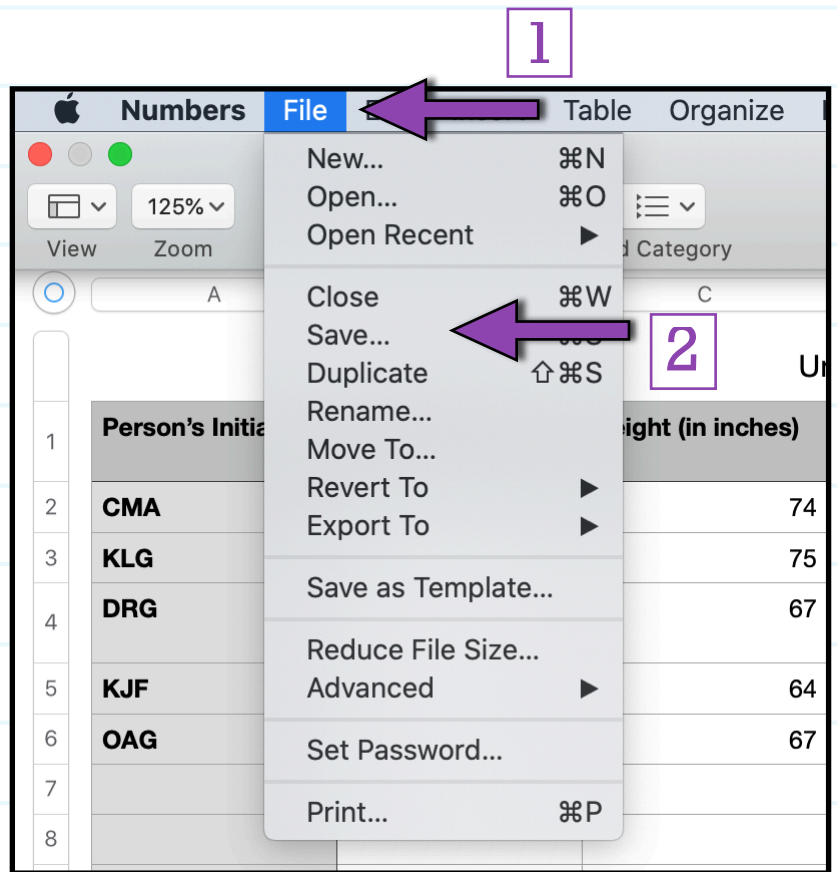 1
Numbers File Table Organize
125%
View Zoom Category
A C
New... ⌘N
Open... ⌘O
Open Recent ▶
Close ⌘W
Save...
2
Duplicate ⇧⌘S
Rename...
Move To...
Revert To ▶
Export To ▶
Save as Template...
Reduce File Size...
Advanced ▶
Set Password...
Print... ⌘P
1 Person's Initia eight (in inches)
2 CMA 74
3 KLG 75
4 DRG 67
5 KJF 64
6 OAG 67
7
8